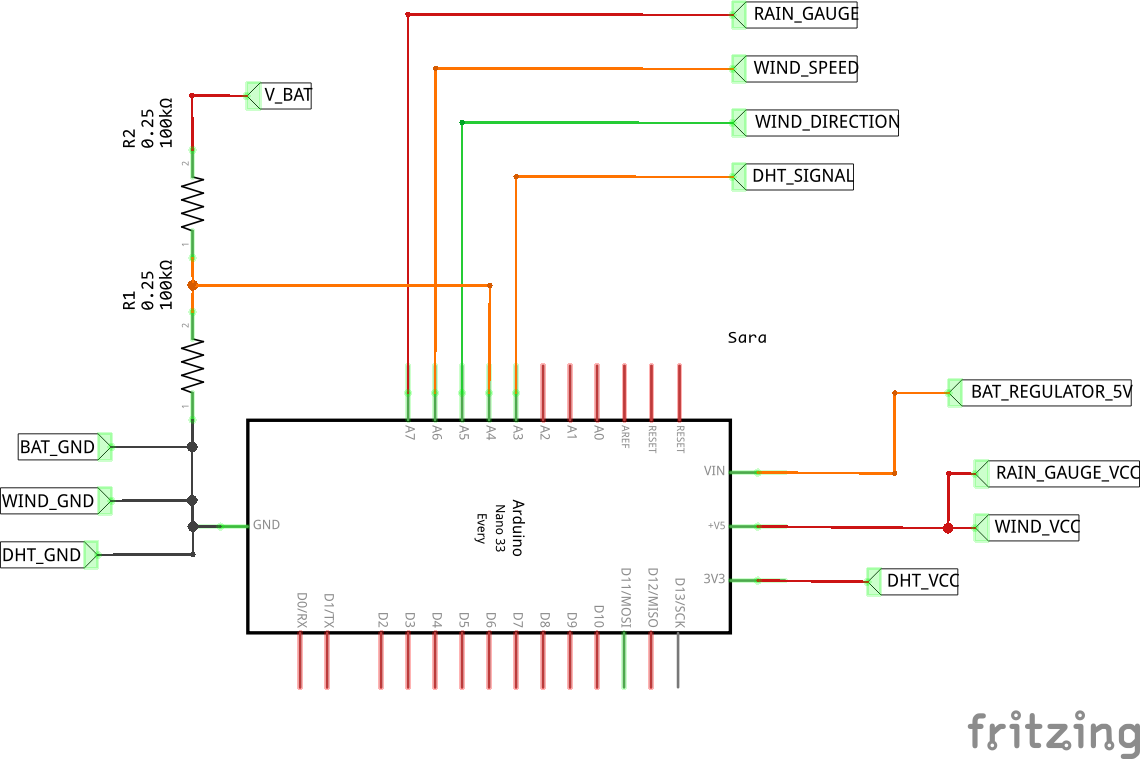 RAIN_GAUGE
WIND_SPEED
V_BAT
WIND_DIRECTION
R2
0.25
100kΩ
2
1
DHT_SIGNAL
R1
0.25
100kΩ
2
1
Sara
BAT_REGULATOR_5V
A7
A6
A5
A4
A3
A2
A1
A0
AREF
RESET
RESET
BAT_GND
VIN
RAIN_GAUGE_VCC
WIND_GND
GND
Arduino
Nano 33
Every
+V5
WIND_VCC
DHT_GND
3V3
DHT_VCC
D0/RX
D1/TX
D2
D3
D4
D5
D6
D7
D8
D9
D10
D11/MOSI
D12/MISO
D13/SCK
fritzing